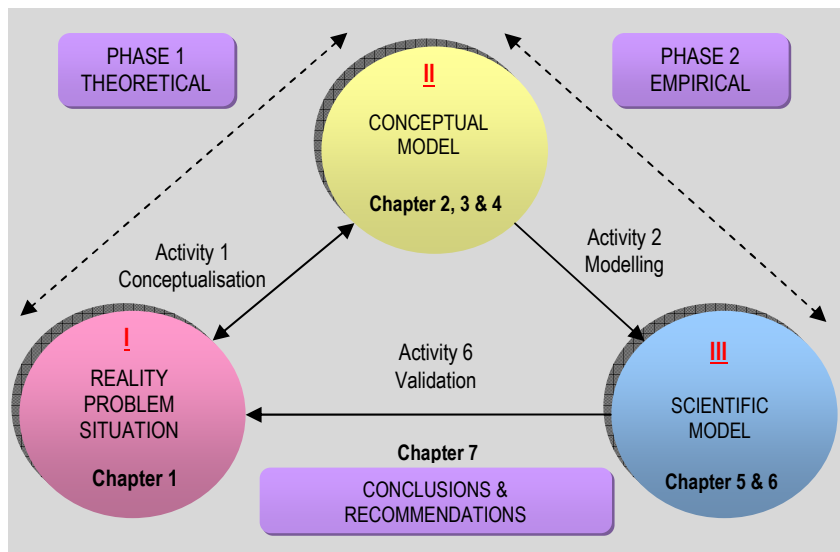 PHASE 1
THEORETICAL
PHASE 2
EMPIRICAL
II
CONCEPTUAL
MODEL
Chapter 2, 3 & 4
Activity 1
Conceptualisation
Activity 2
Modelling
I
REALITY
PROBLEM
SITUATION
Chapter 1
Activity 6
Validation
III
SCIENTIFIC
MODEL
Chapter 5 & 6
Chapter 7
CONCLUSIONS &
RECOMMENDATIONS